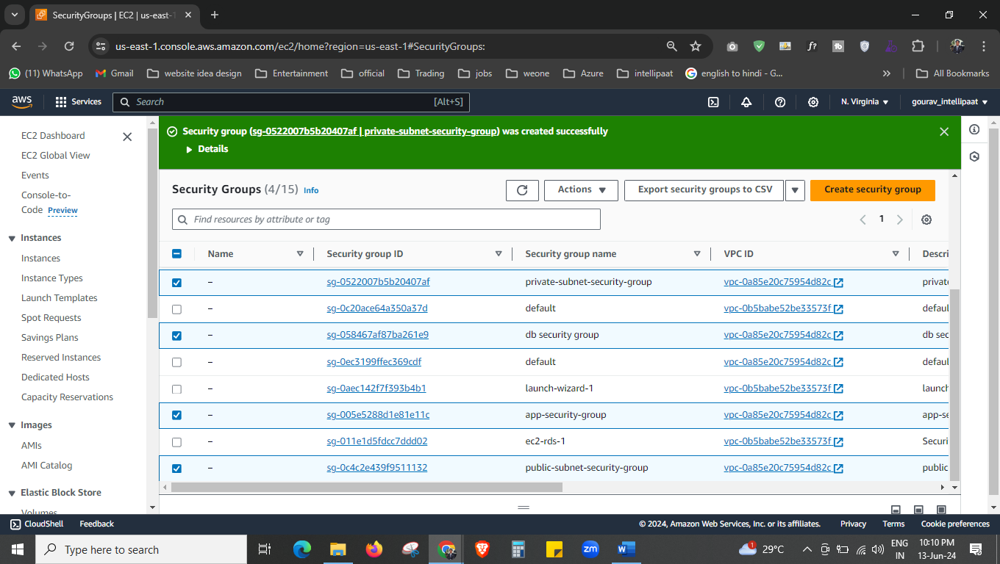 SecurityGroups | EC2 | us-east-1
us-east-1.console.aws.amazon.com/ec2/home?region=us-east-1#SecurityGroups:
(11) WhatsApp
Gmail
website idea design
Entertainment
official
Trading
jobs
weone
Azure
intellipaat
english to hindi - G...
All Bookmarks
aws
Services
Search
[Alt+S]
N. Virginia
gourav_intellipaat
EC2 Dashboard
EC2 Global View
Events
Console-to-
Code Preview
Instances
Instances
Instance Types
Launch Templates
Spot Requests
Savings Plans
Reserved Instances
Dedicated Hosts
Capacity Reservations
Images
AMIs
AMI Catalog
Elastic Block Store
Volumes
Security group (sg-0522007b5b20407af | private-subnet-security-group) was created successfully
Details
Security Groups (4/15) Info
Actions
Export security groups to CSV
Create security group
Find resources by attribute or tag
1
Name Security group ID Security group name VPC ID Descri
– sg-0522007b5b20407af private-subnet-security-group vpc-0a85e20c75954d82c privat
– sg-0c20ace64a350a37d default vpc-0b5babe52be33573f defaul
– sg-058467af87ba261e9 db security group vpc-0a85e20c75954d82c db sec
– sg-0ec3199ffec369cdf default vpc-0a85e20c75954d82c defaul
– sg-0aec142f7f393b4b1 launch-wizard-1 vpc-0b5babe52be33573f launch
– sg-005e5288d1e81e11c app-security-group vpc-0a85e20c75954d82c app-se
– sg-011e1d5fdcc7ddd02 ec2-rds-1 vpc-0b5babe52be33573f Securi
– sg-0c4c2e439f9511132 public-subnet-security-group vpc-0a85e20c75954d82c public
CloudShell
Feedback
© 2024, Amazon Web Services, Inc. or its affiliates.
Privacy
Terms
Cookie preferences
Type here to search
zm
29°C
ENG
IN
10:10 PM
13-Jun-24